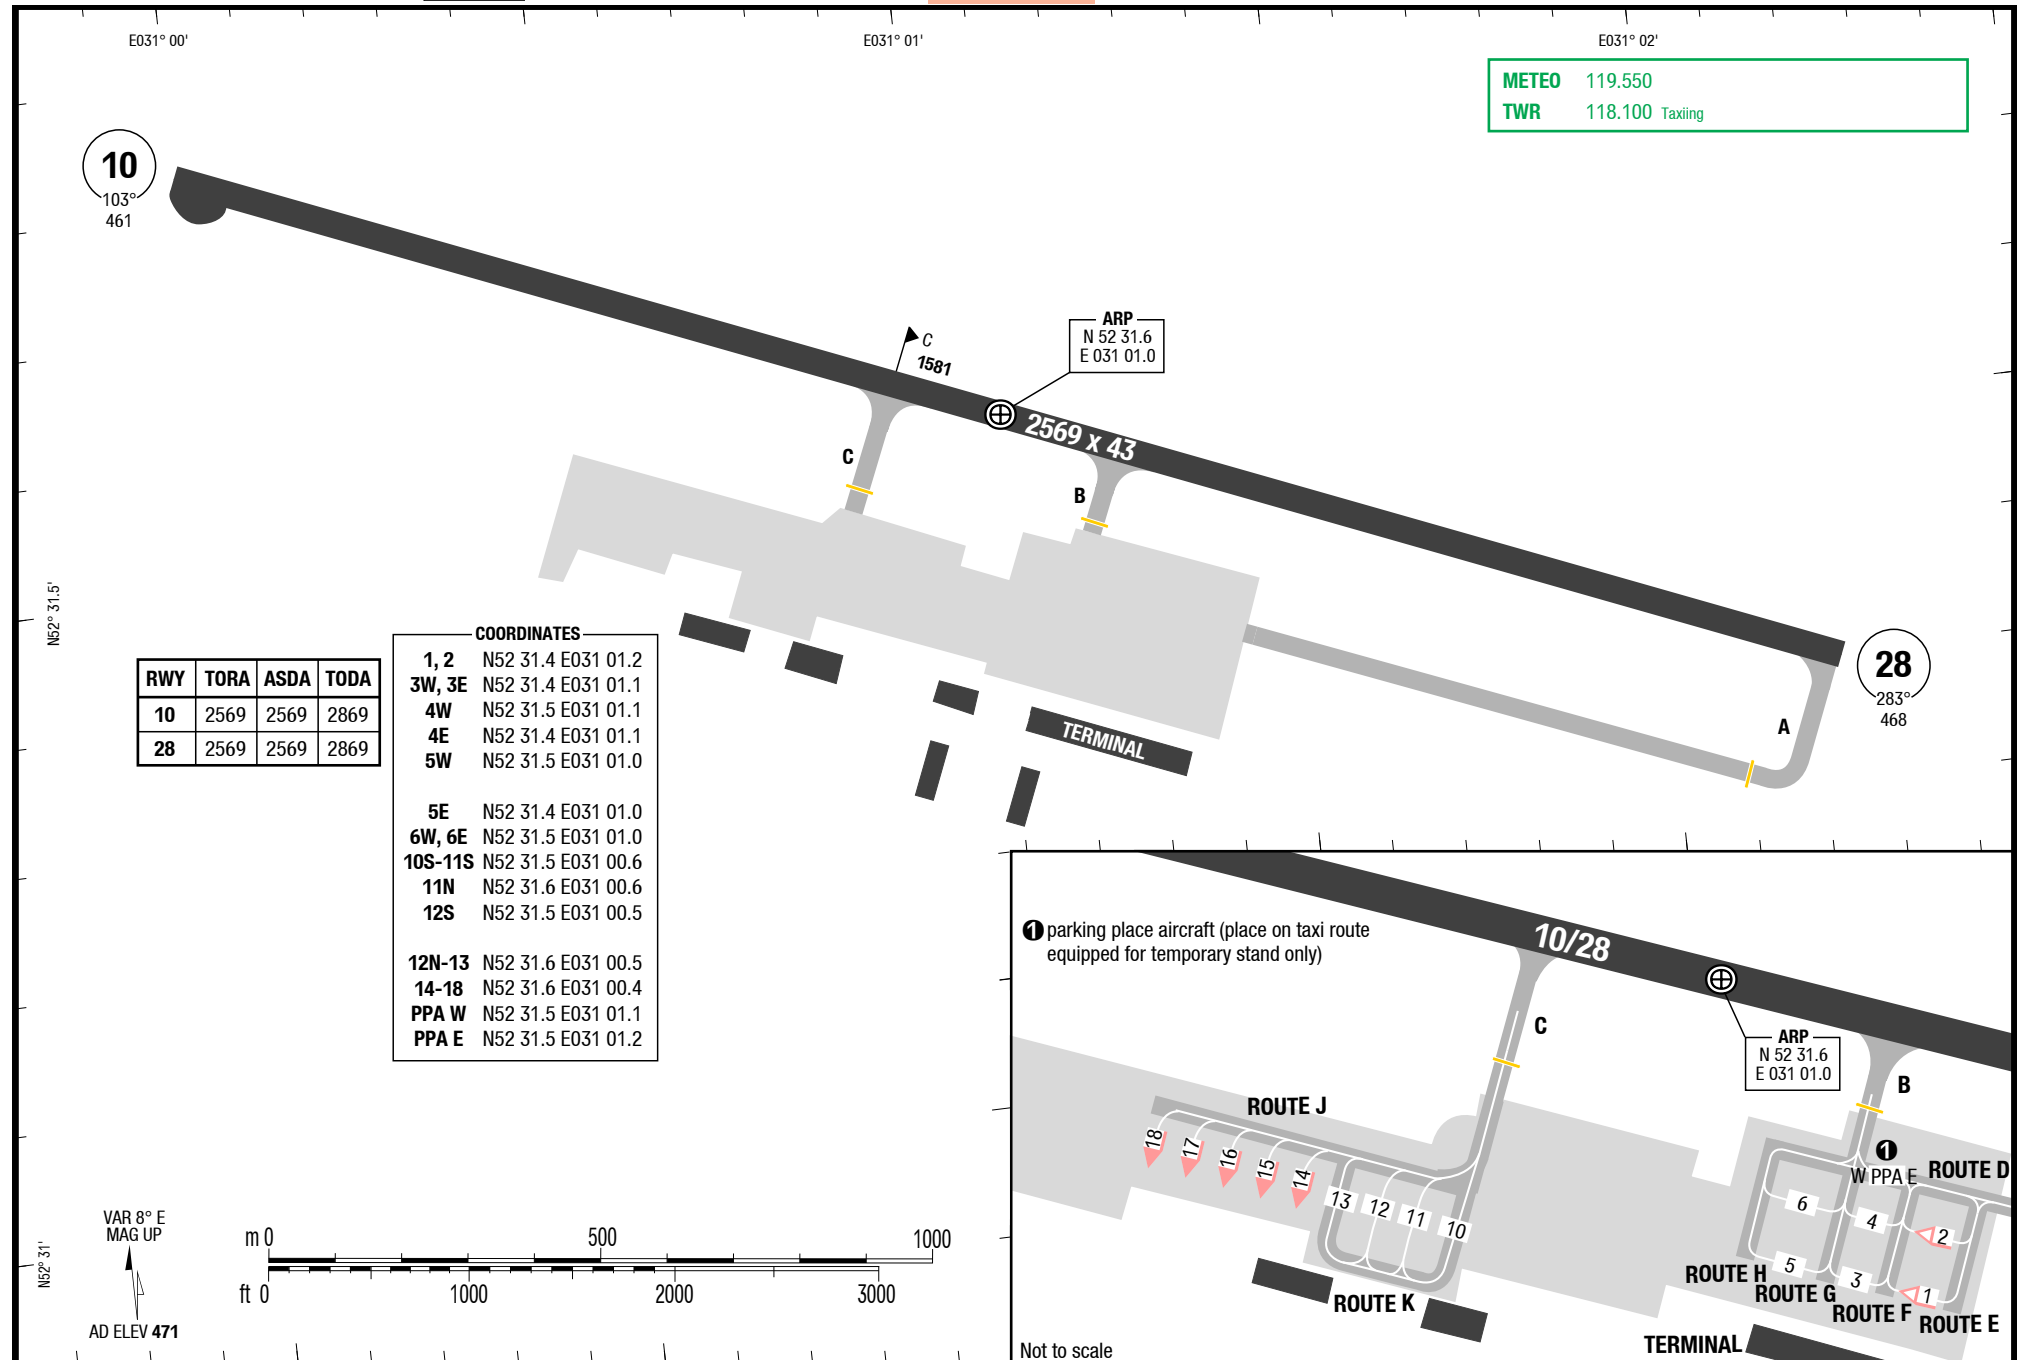 E031° 00'
E031° 01'
E031° 02'
METEO 119.550
TWR 118.100 Taxiing
10
103°
461
C
1581
ARP
N 52 31.6
E 031 01.0
2569 x 43
C
B
A
28
283°
468
TERMINAL
N52° 31.5'
RWY TORA ASDA TODA
10 2569 2569 2869
28 2569 2569 2869
COORDINATES
1, 2 N52 31.4 E031 01.2
3W, 3E N52 31.4 E031 01.1
4W N52 31.5 E031 01.1
4E N52 31.4 E031 01.1
5W N52 31.5 E031 01.0
5E N52 31.4 E031 01.0
6W, 6E N52 31.5 E031 01.0
10S-11S N52 31.5 E031 00.6
11N N52 31.6 E031 00.6
12S N52 31.5 E031 00.5
12N-13 N52 31.6 E031 00.5
14-18 N52 31.6 E031 00.4
PPA W N52 31.5 E031 01.1
PPA E N52 31.5 E031 01.2
N52° 31'
VAR 8° E
MAG UP
AD ELEV 471
m 0 500 1000
ft 0 1000 2000 3000
1 parking place aircraft (place on taxi route
equipped for temporary stand only)
10/28
C
ARP
N 52 31.6
E 031 01.0
B
ROUTE J
18
17
16
15
14
13
12
11
10
1
W PPA E
ROUTE D
6
4
2
5
3
1
ROUTE H
ROUTE G
ROUTE F
ROUTE E
ROUTE K
TERMINAL
Not to scale